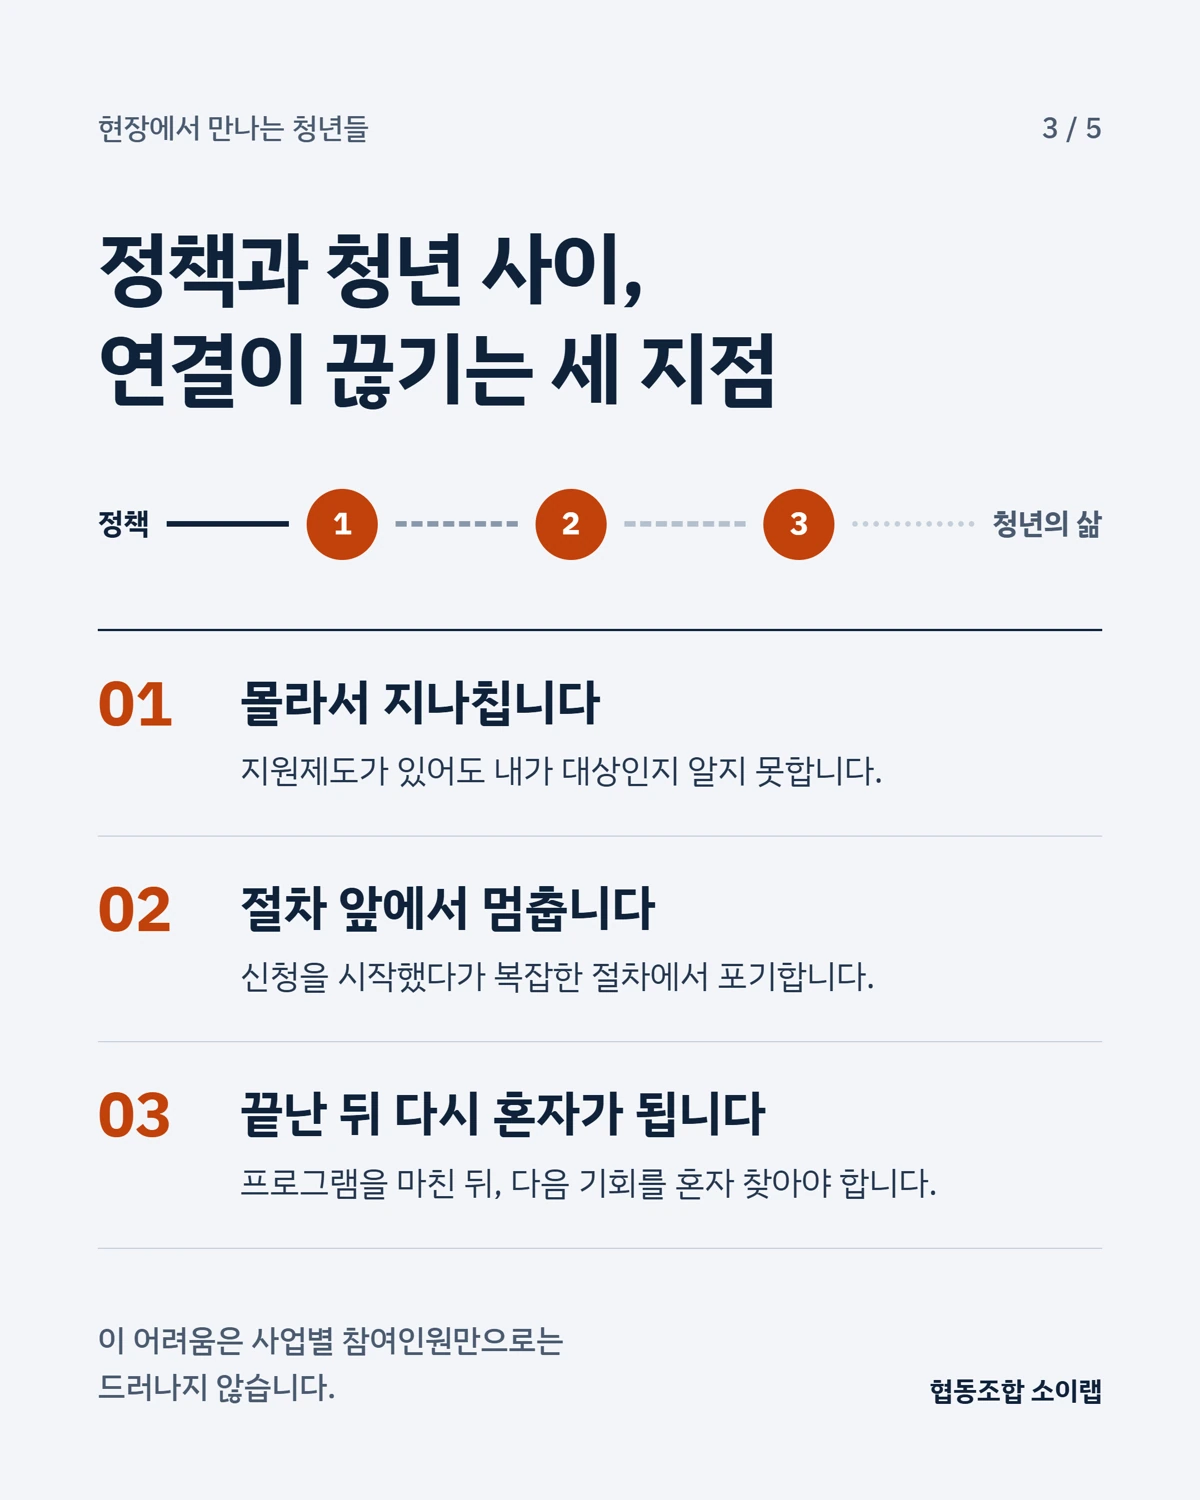 현장에서 만나는 청년들
3 / 5
정책과 청년 사이,
연결이 끊기는 세 지점
정책 1 2 3 청년의 삶
01 몰라서 지나칩니다
지원제도가 있어도 내가 대상인지 알지 못합니다.
02 절차 앞에서 멈춥니다
신청을 시작했다가 복잡한 절차에서 포기합니다.
03 끝난 뒤 다시 혼자가 됩니다
프로그램을 마친 뒤, 다음 기회를 혼자 찾아야 합니다.
이 어려움은 사업별 참여인원만으로는
드러나지 않습니다.
협동조합 소이랩